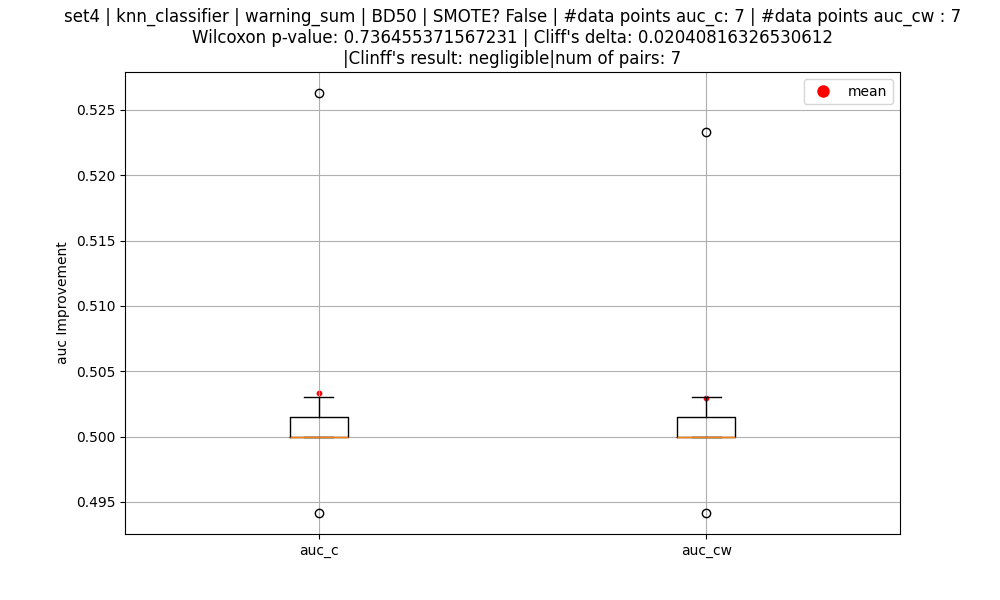 set4 | knn_classifier | warning_sum | BD50 | SMOTE? False | #data points auc_c: 7 | #data points auc_cw : 7
Wilcoxon p-value: 0.736455371567231 | Cliff's delta: 0.02040816326530612
|Clinff's result: negligible|num of pairs: 7
mean
0.525
0.520
0.515
0.510
0.505
0.500
0.495
auc Improvement
auc_c
auc_cw